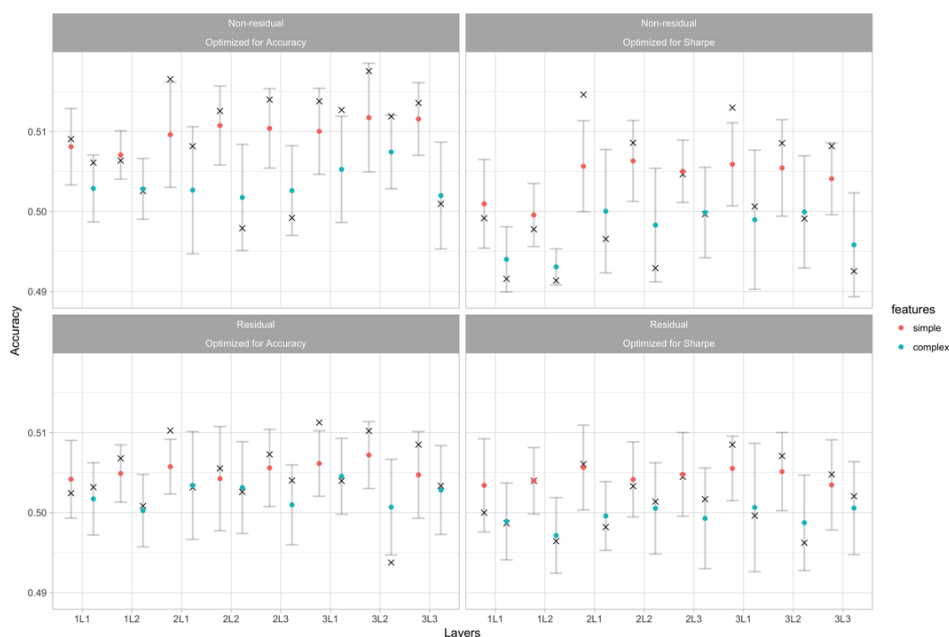 Non-residual
Optimized for Accuracy
Non-residual
Optimized for Sharpe
0.51
0.50
0.49
Residual
Optimized for Accuracy
Residual
Optimized for Sharpe
0.51
0.50
0.49
Accuracy
1L1 1L2 2L1 2L2 2L3 3L1 3L2 3L3
1L1 1L2 2L1 2L2 2L3 3L1 3L2 3L3
Layers
features
simple
complex